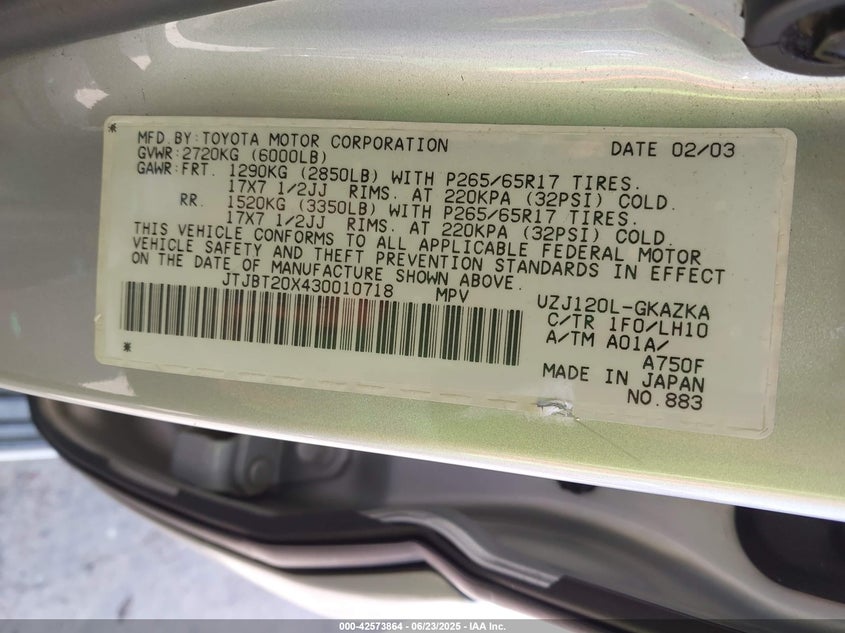 MFD.BY:TOYOTA MOTOR CORPORATION DATE 02/03
GVWR:2720KG (6000LB)
GAWR:FRT. 1290KG (2850LB) WITH P265/65R17 TIRES.
17X7 1/2JJ RIMS. AT 220KPA (32PSI) COLD.
RR. 1520KG (3350LB) WITH P265/65R17 TIRES.
17X7 1/2JJ RIMS. AT 220KPA (32PSI) COLD.
THIS VEHICLE CONFORMS TO ALL APPLICABLE FEDERAL MOTOR
VEHICLE SAFETY AND THEFT PREVENTION STANDARDS IN EFFECT
ON THE DATE OF MANUFACTURE SHOWN ABOVE.
JTJBT20X430010718 MPV UZJ120L-GKAZKA
C/TR 1F0/LH10
A/TM A01A/
A750F
MADE IN JAPAN
NO.883
000-42573864 - 06/23/2025 - IAA Inc.